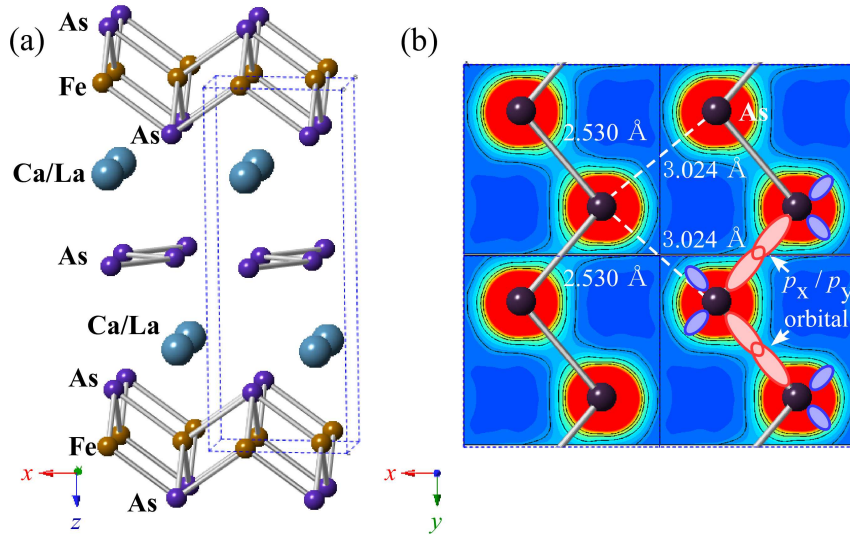 (a)
As
Fe
As
Ca/La
As
Ca/La
As
Fe
As
x
z
(b)
As
2.530 Å
3.024 Å
3.024 Å
2.530 Å
px / py
orbital
x
y